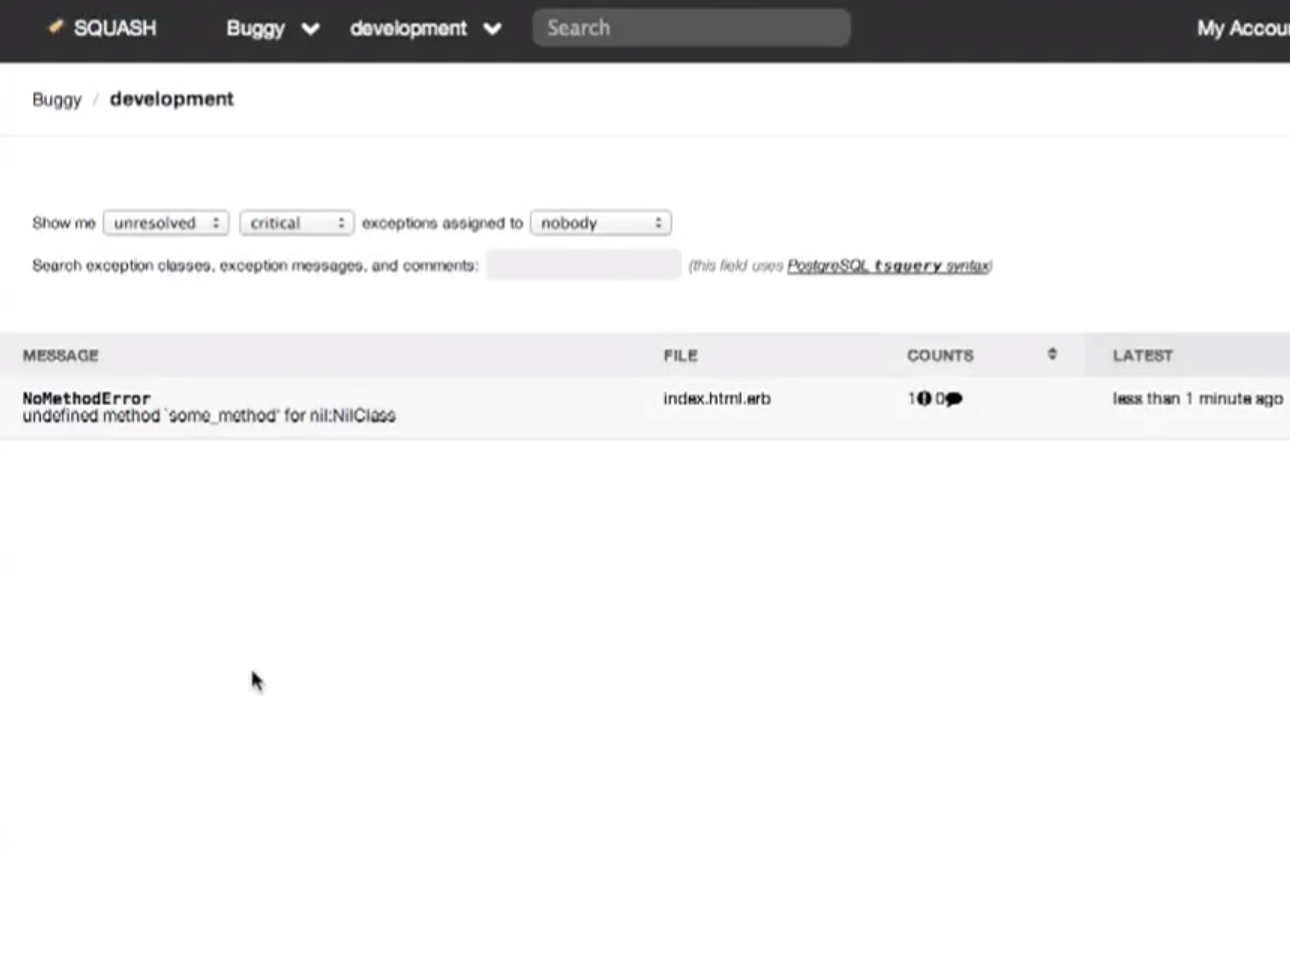 SQUASH Buggy development Search My Accou
Buggy / development
Show me unresolved critical exceptions assigned to nobody
Search exception classes, exception messages, and comments: (this field uses PostgreSQL tsquery syntax)
MESSAGE FILE COUNTS LATEST
NoMethodError index.html.erb 1 0 less than 1 minute ago
undefined method `some_method' for nil:NilClass